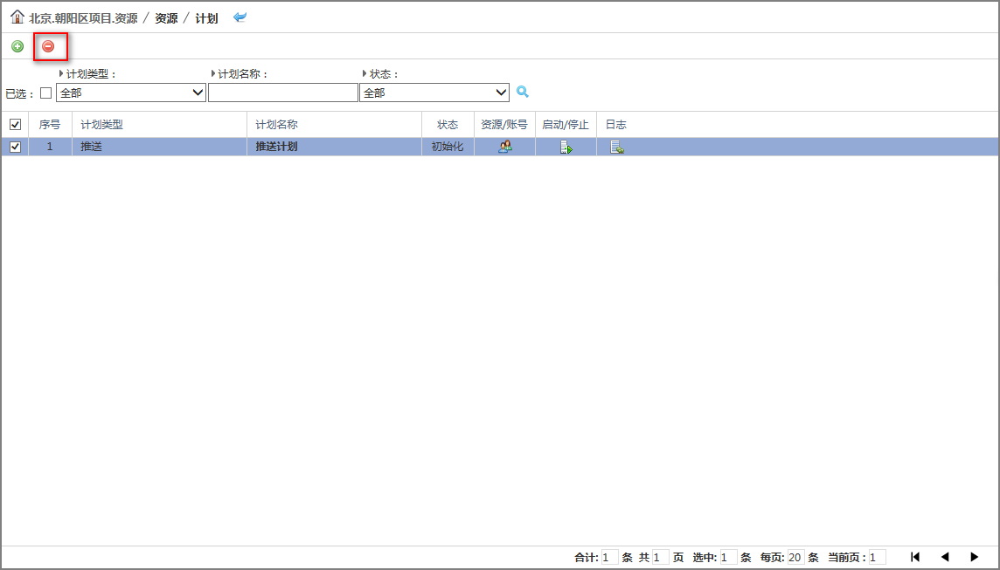 北京.朝阳区项目.资源 / 资源 / 计划
计划类型： 计划名称： 状态：
已选： 全部 全部
序号 计划类型 计划名称 状态 资源/账号 启动/停止 日志
1 推送 推送计划 初始化
合计: 1 条 共 1 页 选中: 1 条 每页: 20 条 当前页：1